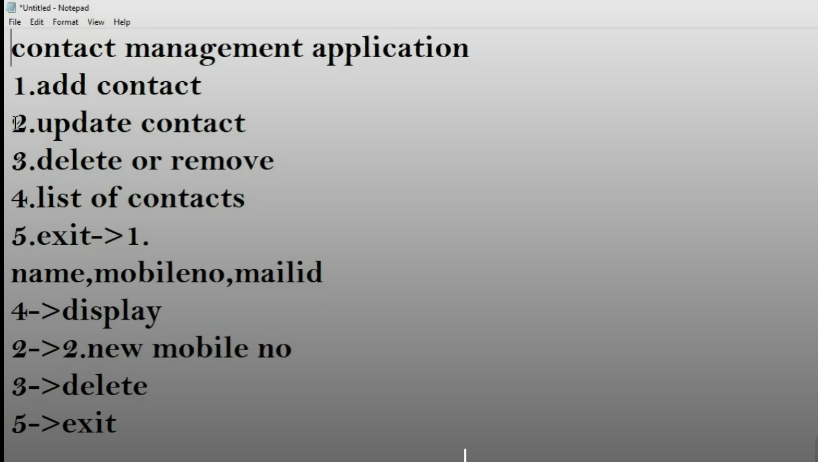 *Untitled - Notepad
File Edit Format View Help
contact management application
1.add contact
2.update contact
3.delete or remove
4.list of contacts
5.exit->1.
name,mobileno,mailid
4->display
2->2.new mobile no
3->delete
5->exit